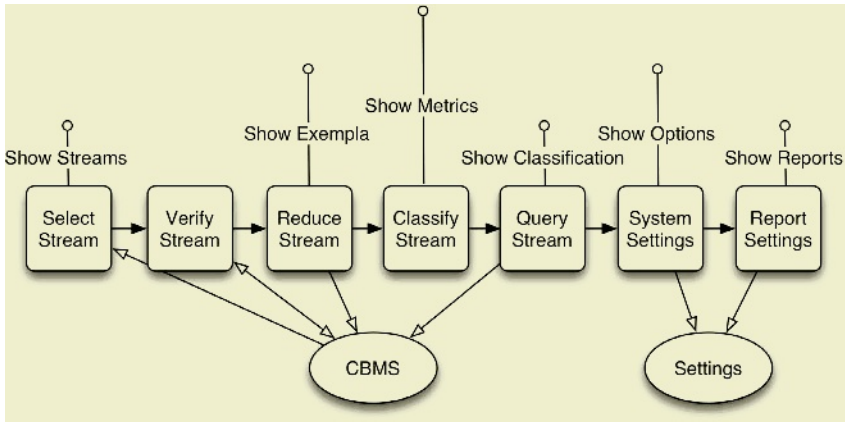 Show Metrics
Show Exempla
Show Options
Show Streams
Show Classification
Show Reports
Select
Stream
Verify
Stream
Reduce
Stream
Classify
Stream
Query
Stream
System
Settings
Report
Settings
CBMS
Settings